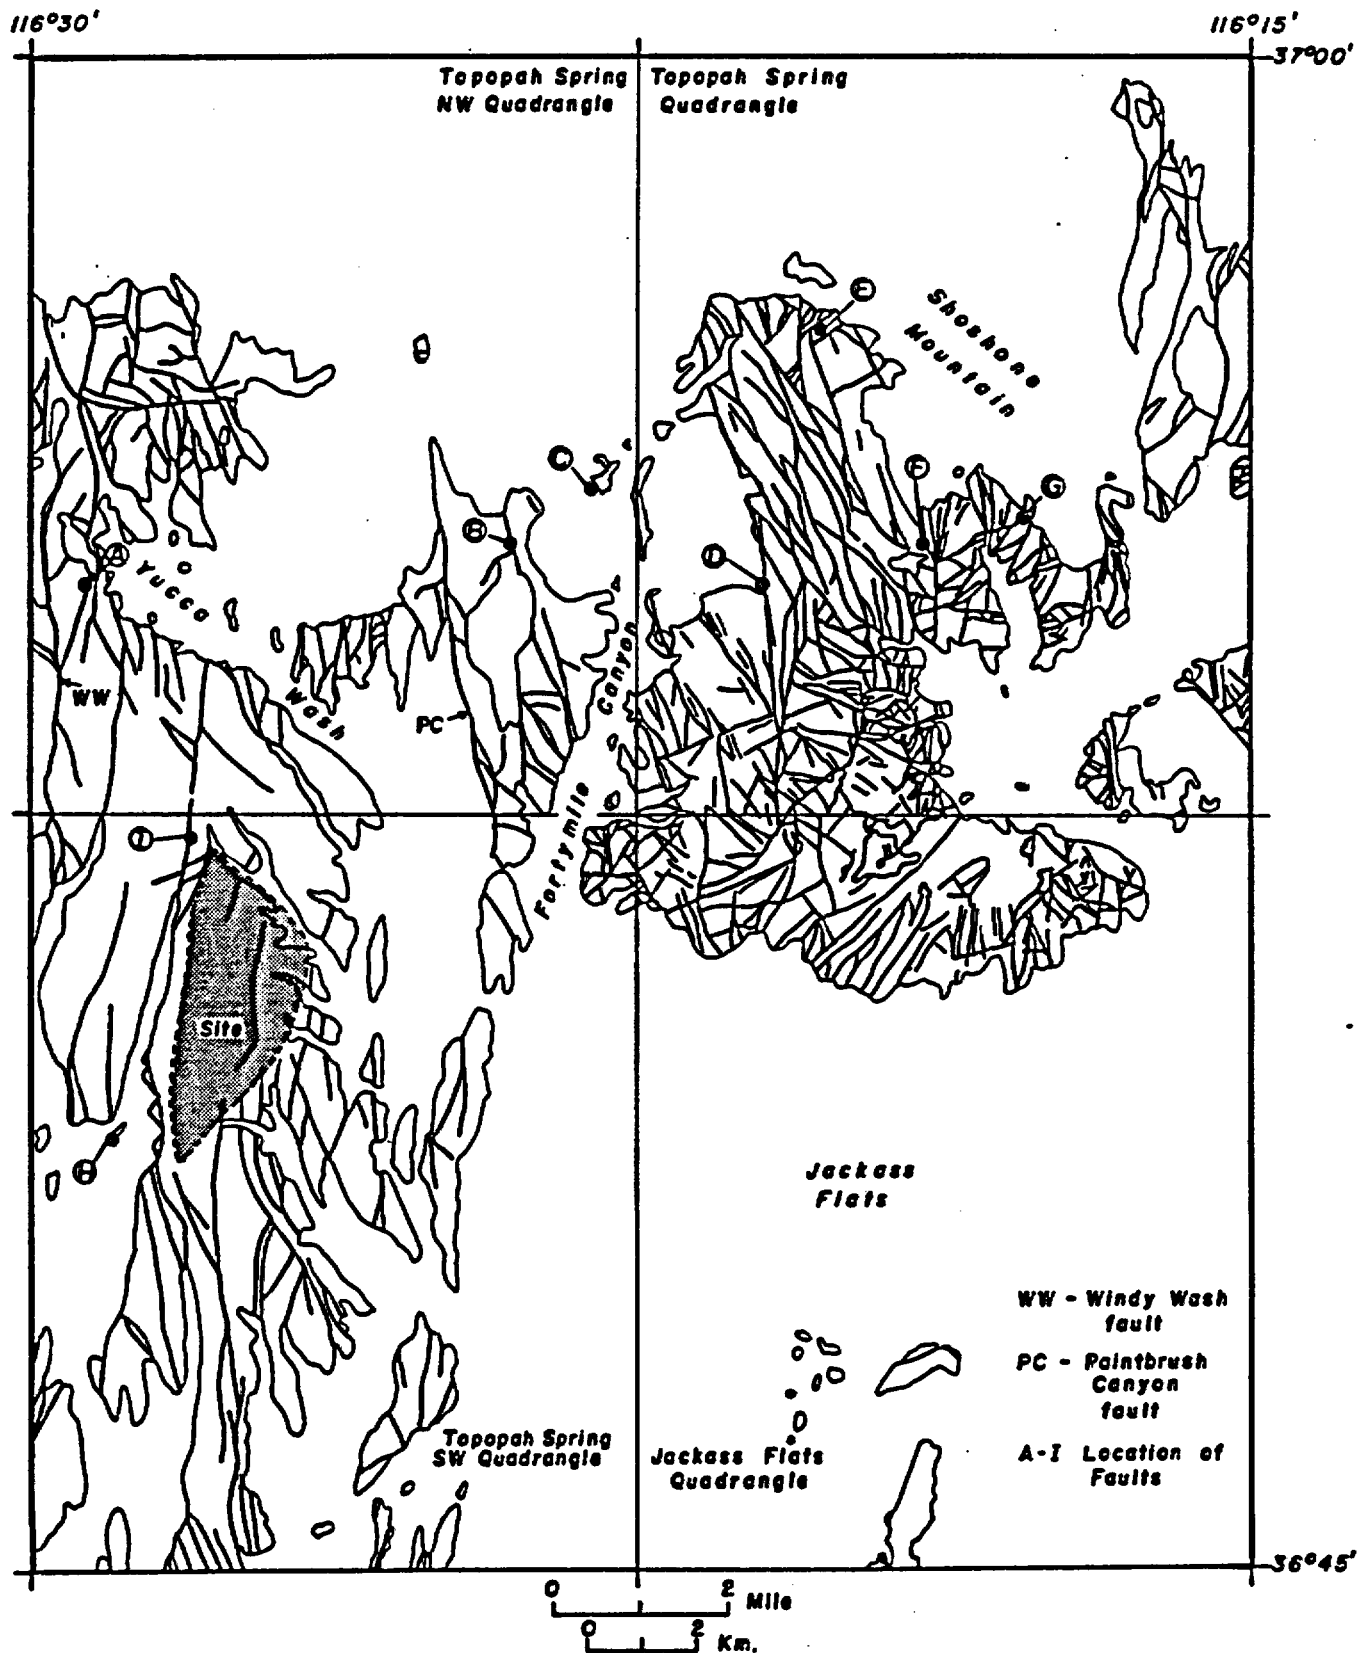 116°30'
116°15'
37°00'
Topopah Spring
NW Quadrangle
Topopah Spring
Quadrangle
E
Shoshone
Mountain
C
F
G
B
A
Yucca
Wash
D
Canyon
WW
PC
Fortymile
I
Site
H
Jackass
Flats
WW - Windy Wash
fault
PC - Paintbrush
Canyon
fault
Topopah Spring
SW Quadrangle
Jackass Flats
Quadrangle
A-I Location of
Faults
36°45'
0 2 Mile
0 2 Km.